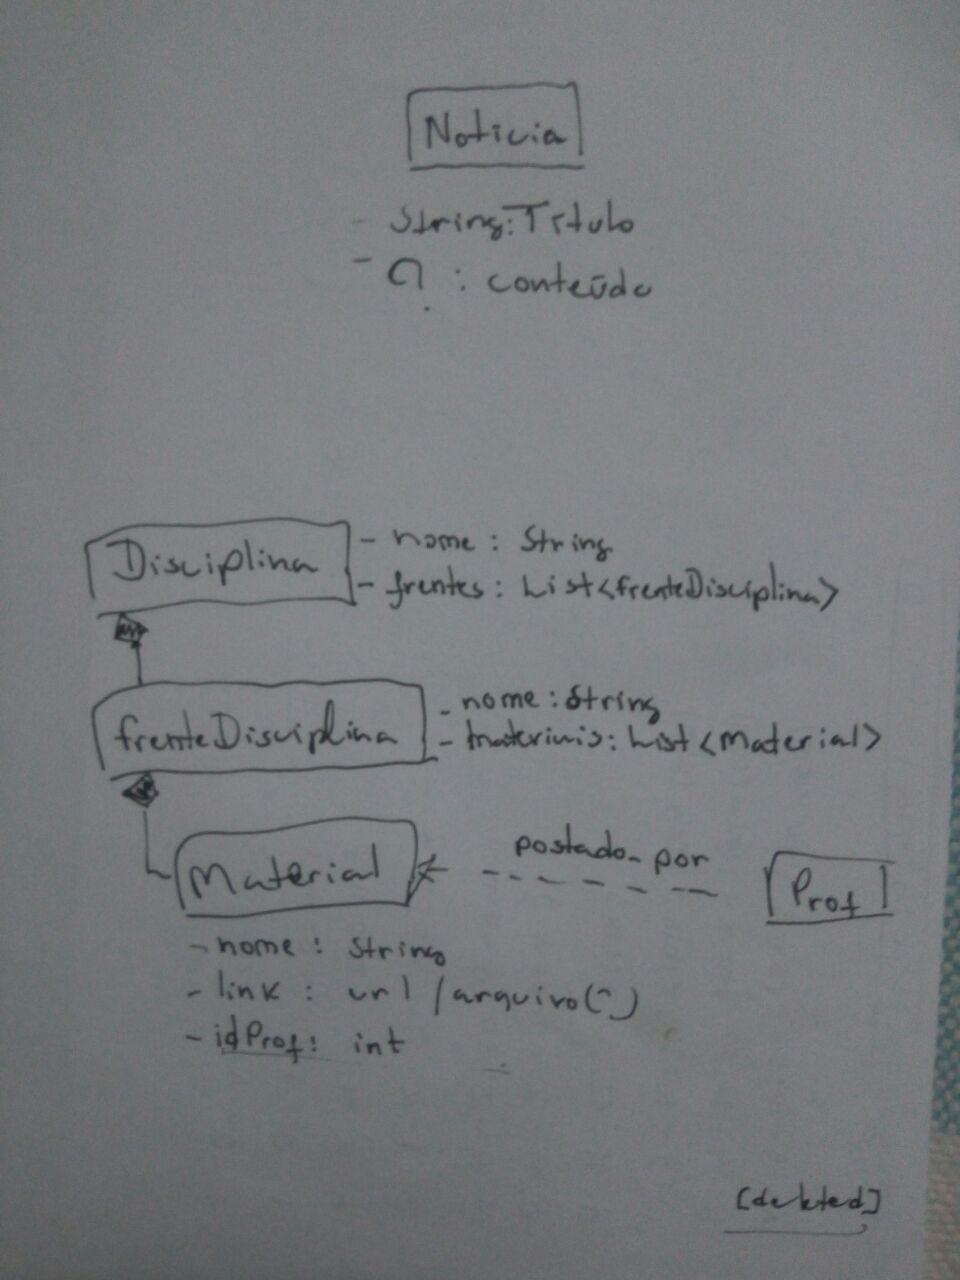 Noticia
- String: Título
- ? : conteúdo
Disciplina
- nome : String
- frentes : List<frenteDisciplina>
frenteDisciplina
- nome : String
- materiais : List<Material>
Material
postado_por
Prof
- nome : String
- link : url / arquivo(?)
- idProf : int
[deleted]